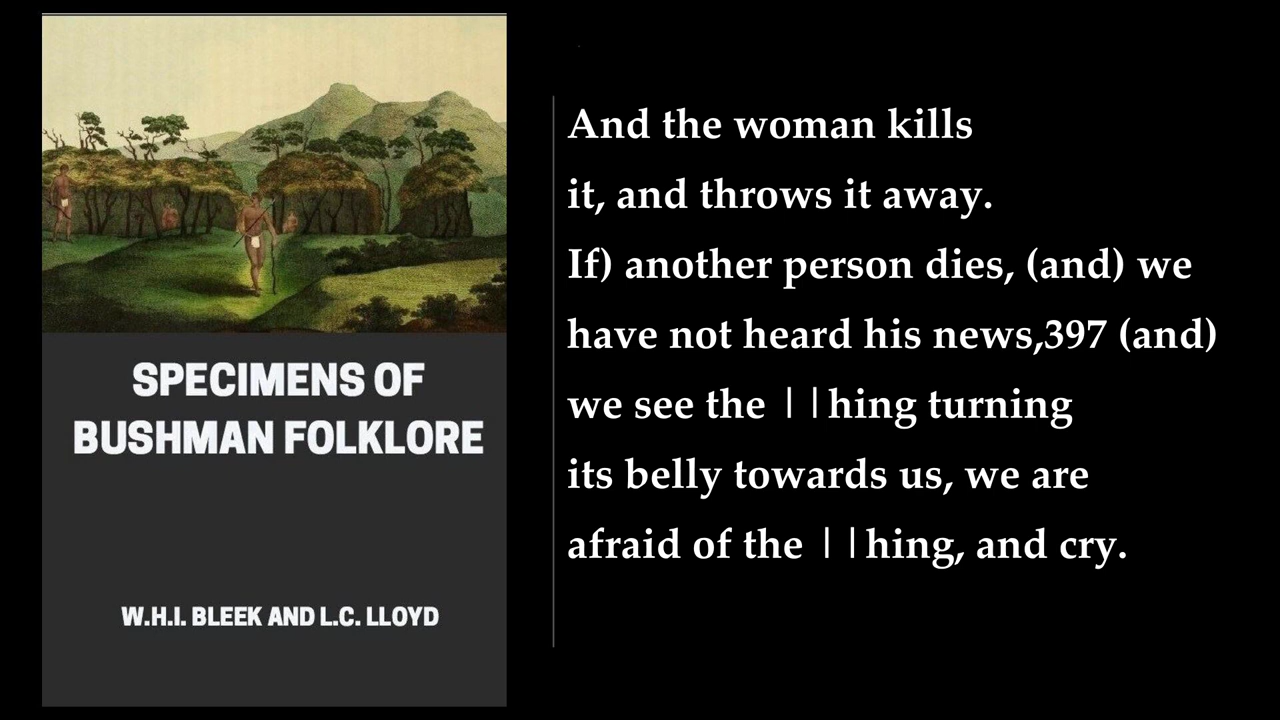 SPECIMENS OF
BUSHMAN FOLKLORE
W.H.I. BLEEK AND L.C. LLOYD
And the woman kills
it, and throws it away.
If) another person dies, (and) we
have not heard his news,397 (and)
we see the ||hing turning
its belly towards us, we are
afraid of the ||hing, and cry.